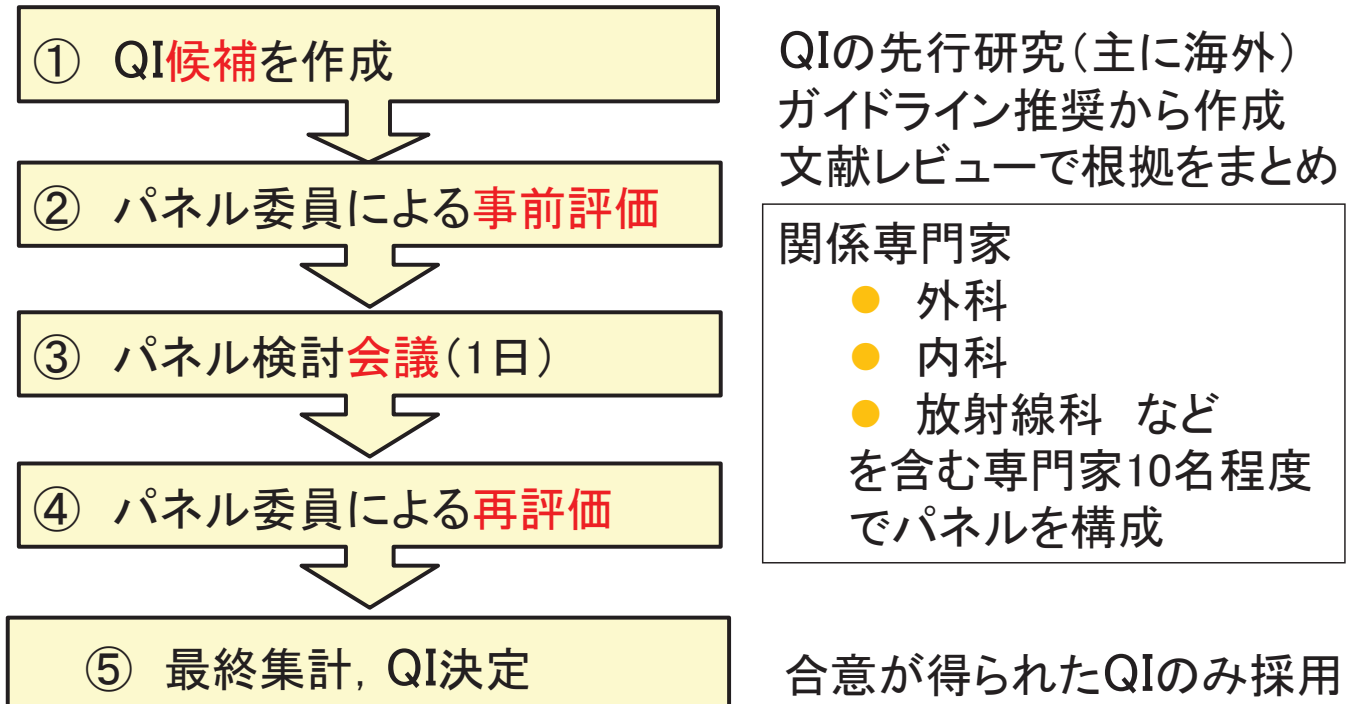 ① QI候補を作成
QIの先行研究（主に海外）
ガイドライン推奨から作成
文献レビューで根拠をまとめ
② パネル委員による事前評価
③ パネル検討会議（1日）
④ パネル委員による再評価
関係専門家
● 外科
● 内科
● 放射線科 など
を含む専門家10名程度
でパネルを構成
⑤ 最終集計，QI決定
合意が得られたQIのみ採用